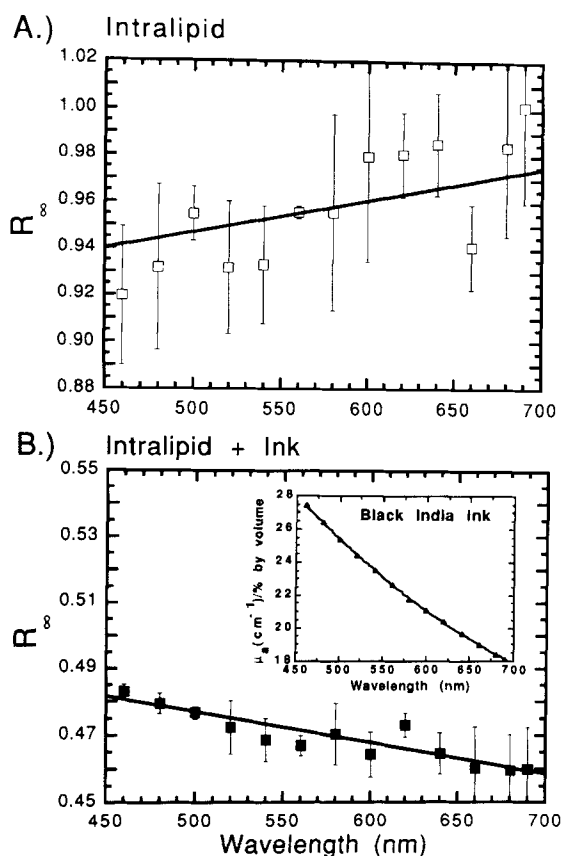 A.) Intralipid
1.02
1.00
0.98
0.96
0.94
0.92
0.90
0.88
R∞
450 500 550 600 650 700
B.) Intralipid + Ink
0.55
0.53
0.51
0.49
0.47
0.45
R∞
28
26
24
22
20
18
μa(cm-1)/% by volume
Black India Ink
450 500 550 600 650 700
Wavelength (nm)
450 500 550 600 650 700
Wavelength (nm)